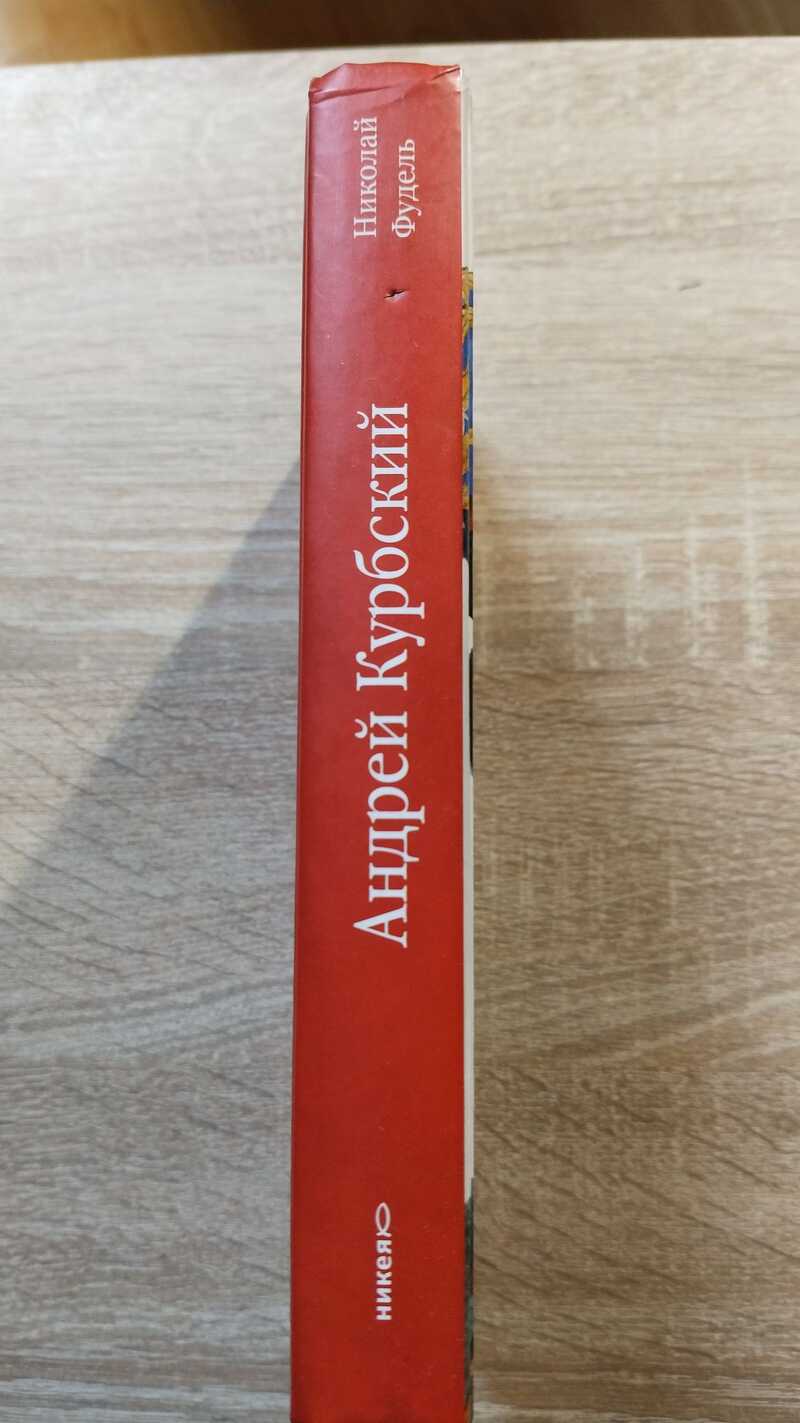 Николай
Фудель
Андрей Курбский
никея